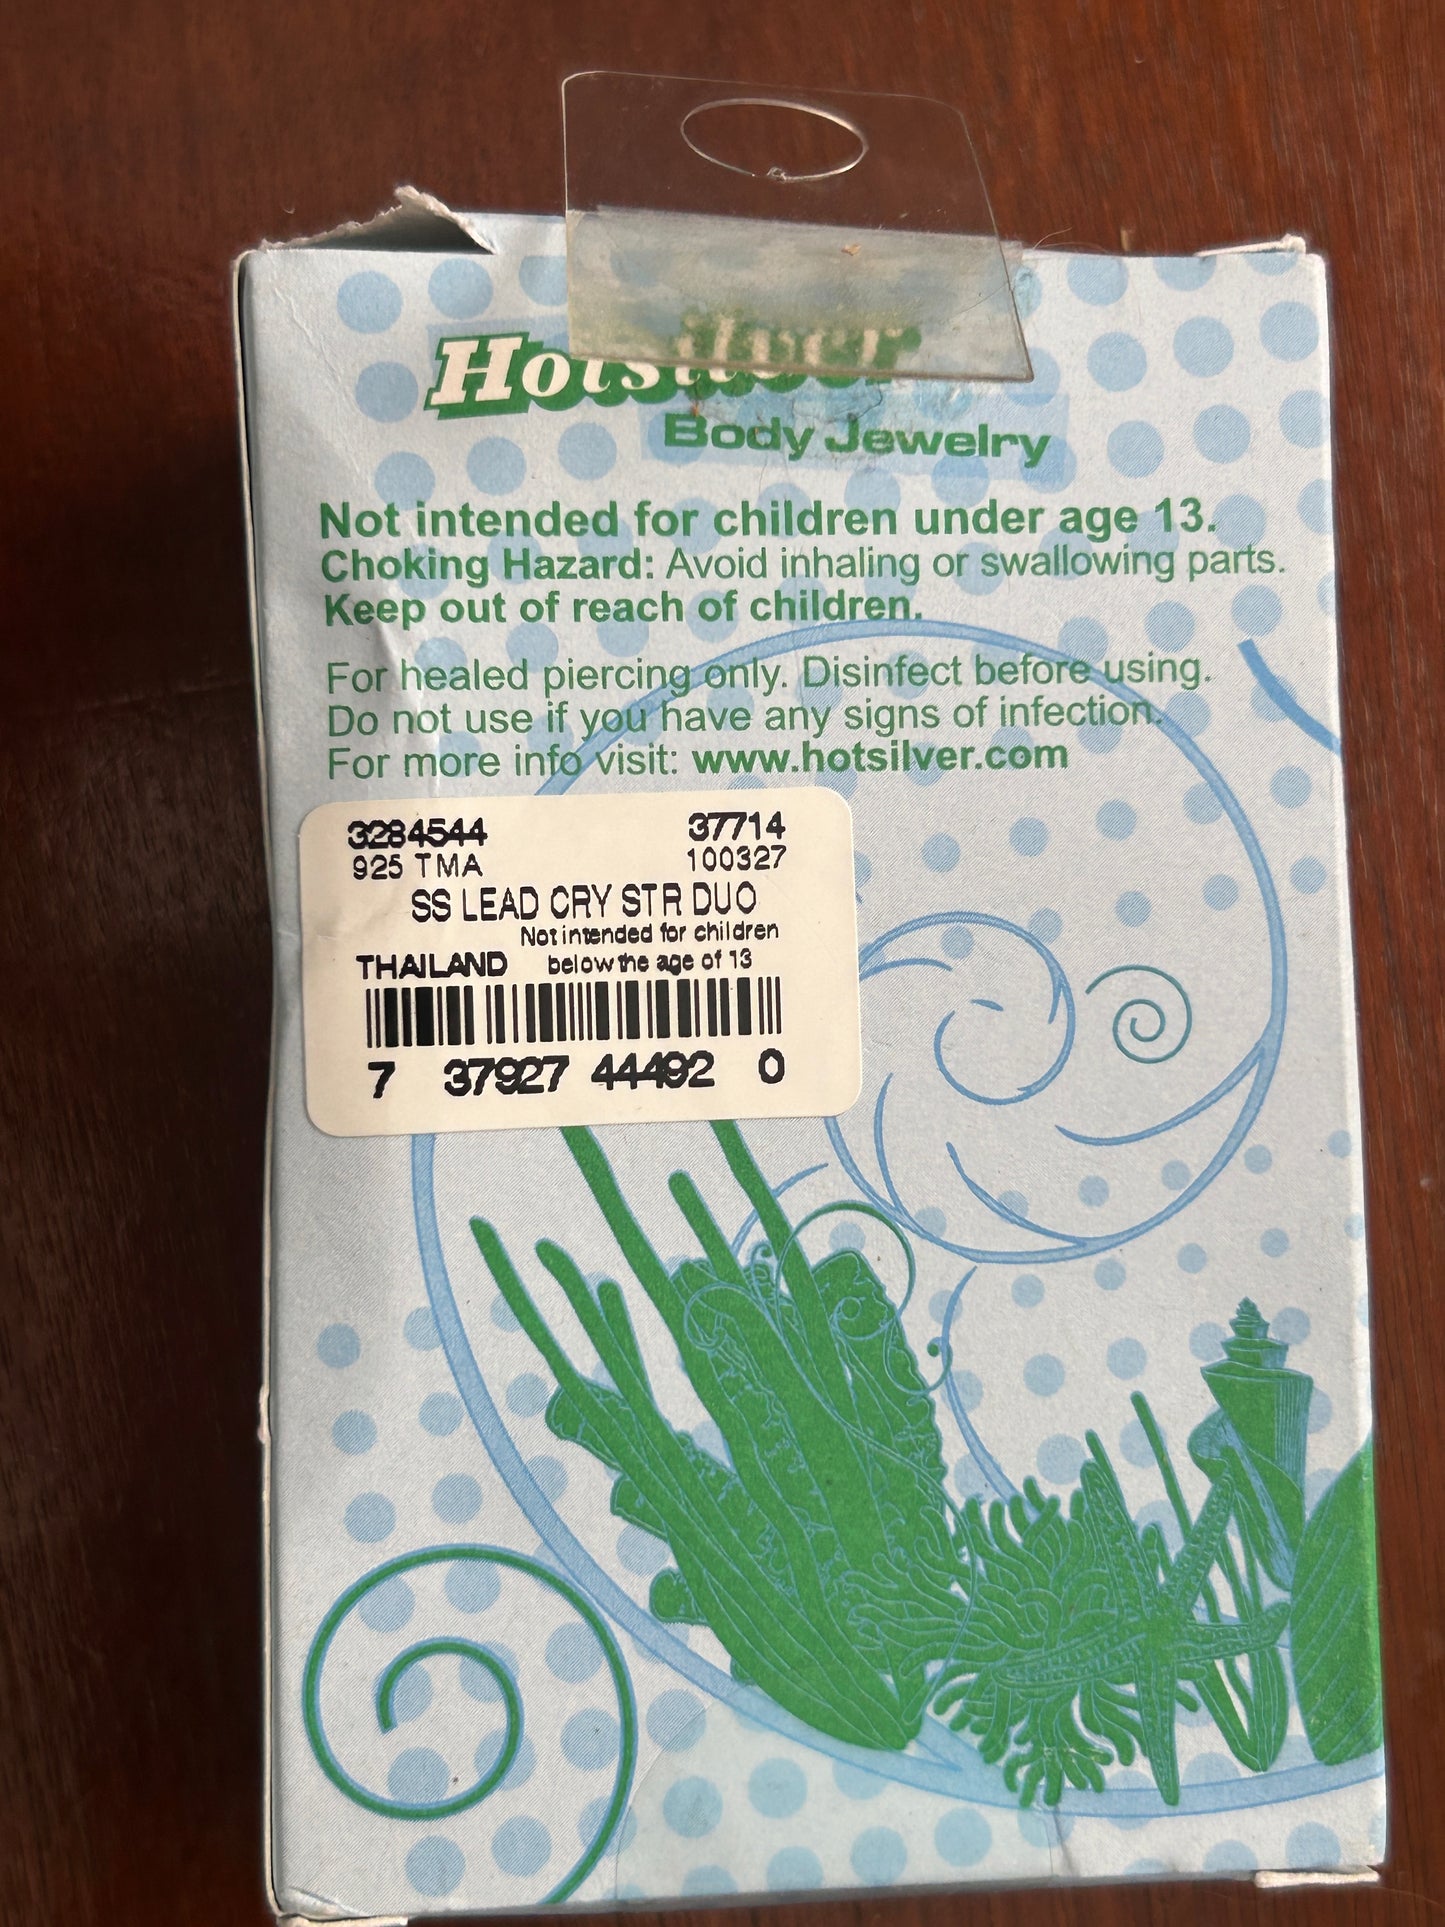 Hotsilver
Body Jewelry
Not intended for children under age 13.
Choking Hazard: Avoid inhaling or swallowing parts.
Keep out of reach of children.
For healed piercing only. Disinfect before using.
Do not use if you have any signs of infection.
For more info visit: www.hotsilver.com
3284544 37714
925 TMA 100327
SS LEAD CRY STR DUO
Not intended for children
THAILAND below the age of 13
7 37927 44492 0